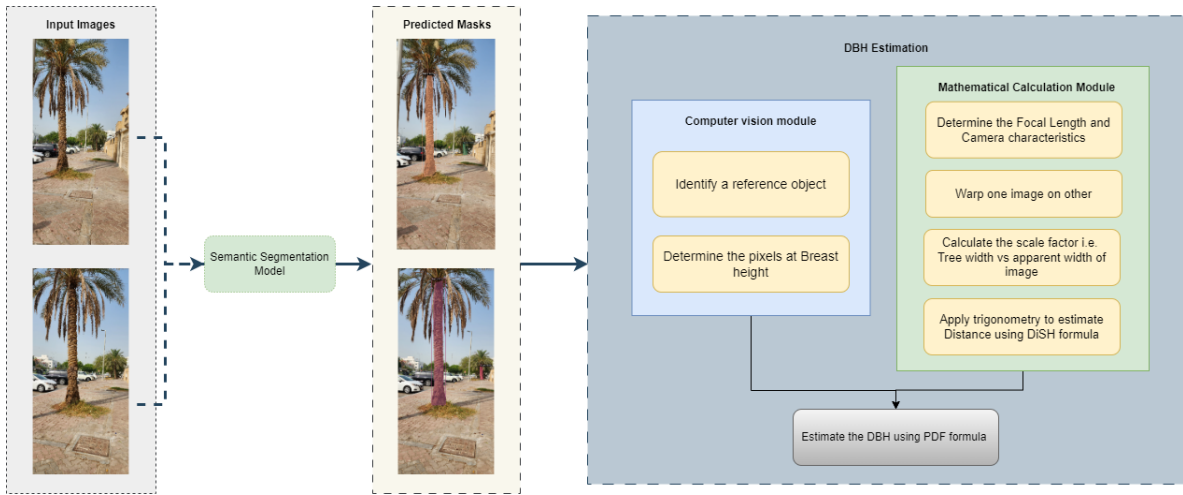 Input Images
Predicted Masks
Semantic Segmentation
Model
DBH Estimation
Computer vision module
Identify a reference object
Determine the pixels at Breast
height
Mathematical Calculation Module
Determine the Focal Length and
Camera characteristics
Warp one image on other
Calculate the scale factor i.e.
Tree width vs apparent width of
image
Apply trigonometry to estimate
Distance using DiSH formula
Estimate the DBH using PDF formula